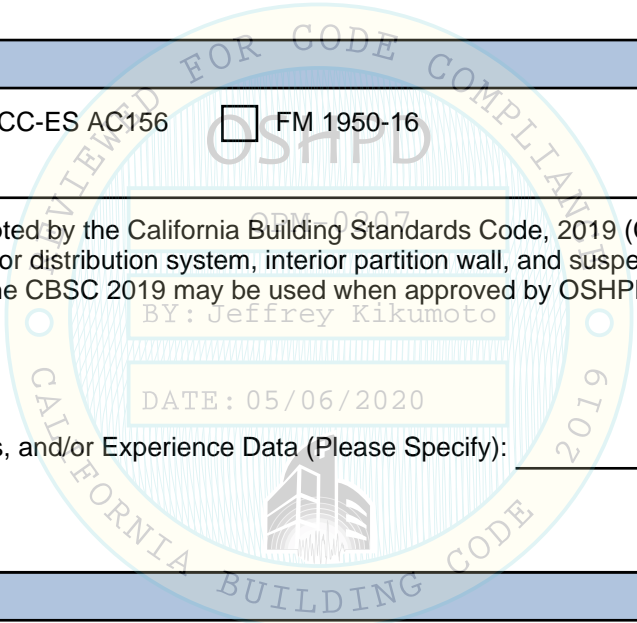 REVIEWED FOR CODE COMPLIANCE
CC-ES AC156 FM 1950-16
OSHPD
OPM-0207
oted by the California Building Standards Code, 2019 (
or distribution system, interior partition wall, and suspe
e CBSC 2019 may be used when approved by OSHP
BY: Jeffrey Kikumoto
DATE: 05/06/2020
s, and/or Experience Data (Please Specify):
CALIFORNIA BUILDING CODE 2019